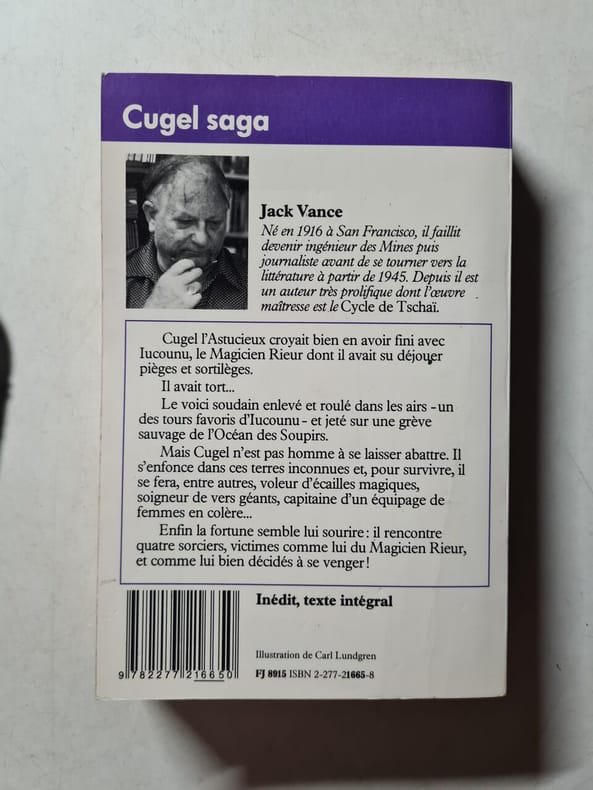 Cugel saga
Jack Vance
Né en 1916 à San Francisco, il faillit
devenir ingénieur des Mines puis
journaliste avant de se tourner vers la
littérature à partir de 1945. Depuis il est
un auteur très prolifique dont l'œuvre
maîtresse est le Cycle de Tschaï.
Cugel l'Astucieux croyait bien en avoir fini avec
Iucounu, le Magicien Rieur dont il avait su déjouer
pièges et sortilèges.
Il avait tort...
Le voici soudain enlevé et roulé dans les airs – un
des tours favoris d'Iucounu – et jeté sur une grève
sauvage de l'Océan des Soupirs.
Mais Cugel n'est pas homme à se laisser abattre. Il
s'enfonce dans ces terres inconnues et, pour survivre, il
se fera, entre autres, voleur d'écailles magiques,
soigneur de vers géants, capitaine d'un équipage de
femmes en colère...
Enfin la fortune semble lui sourire : il rencontre
quatre sorciers, victimes comme lui du Magicien Rieur,
et comme lui bien décidés à se venger !
Inédit, texte intégral
Illustration de Carl Lundgren
FJ 8915 ISBN 2-277-21665-8
9 782277 216650